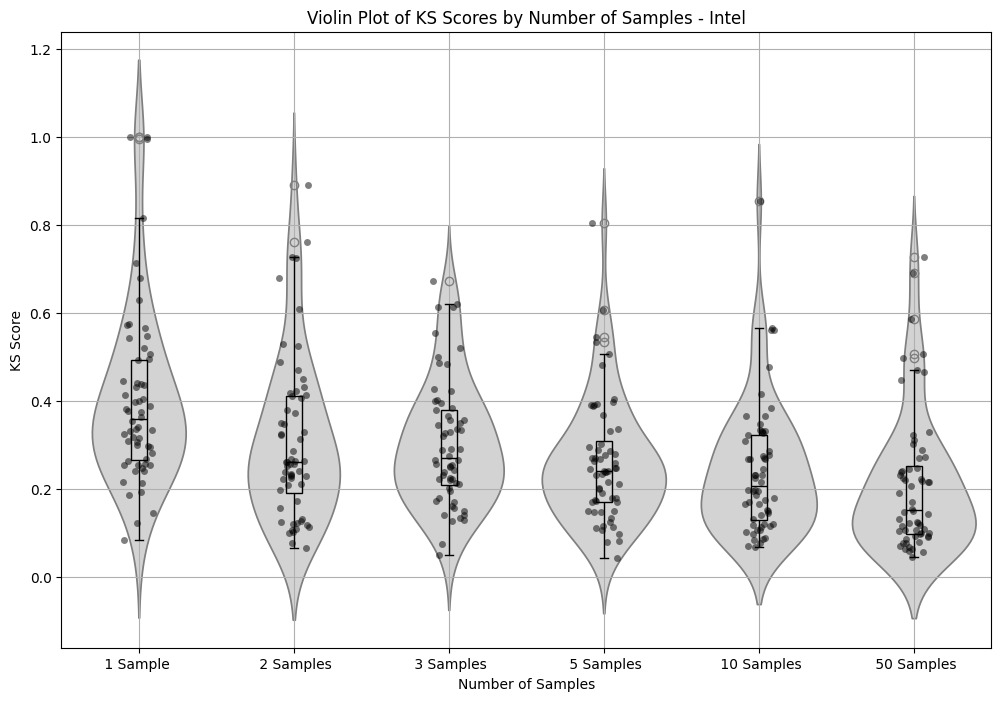 Violin Plot of KS Scores by Number of Samples - Intel
KS Score
1.2
1.0
0.8
0.6
0.4
0.2
0.0
1 Sample
2 Samples
3 Samples
5 Samples
10 Samples
50 Samples
Number of Samples